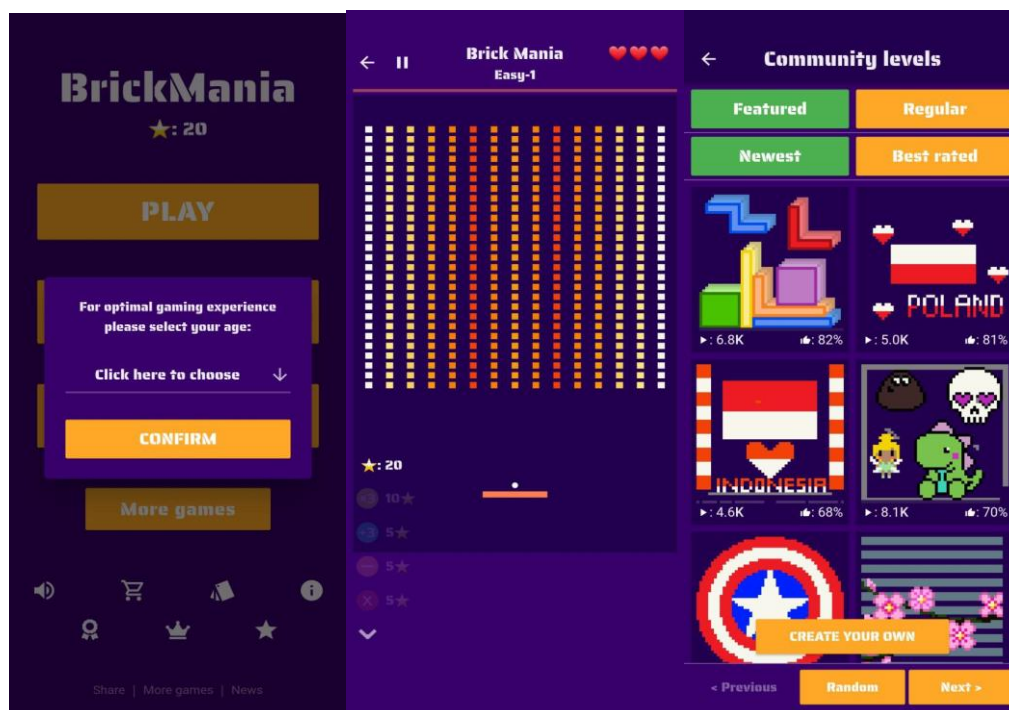 BrickMania
★: 20
PLAY
For optimal gaming experience
please select your age:
Click here to choose
CONFIRM
More games
Share | More games | News
Brick Mania
Easy-1
★: 20
10★
+3 5★
5★
X 5★
Community levels
Featured
Regular
Newest
Best rated
POLAND
: 6.8K : 82%
: 5.0K : 81%
INDONESIA
: 4.6K : 68%
: 8.1K : 70%
CREATE YOUR OWN
< Previous
Random
Next >